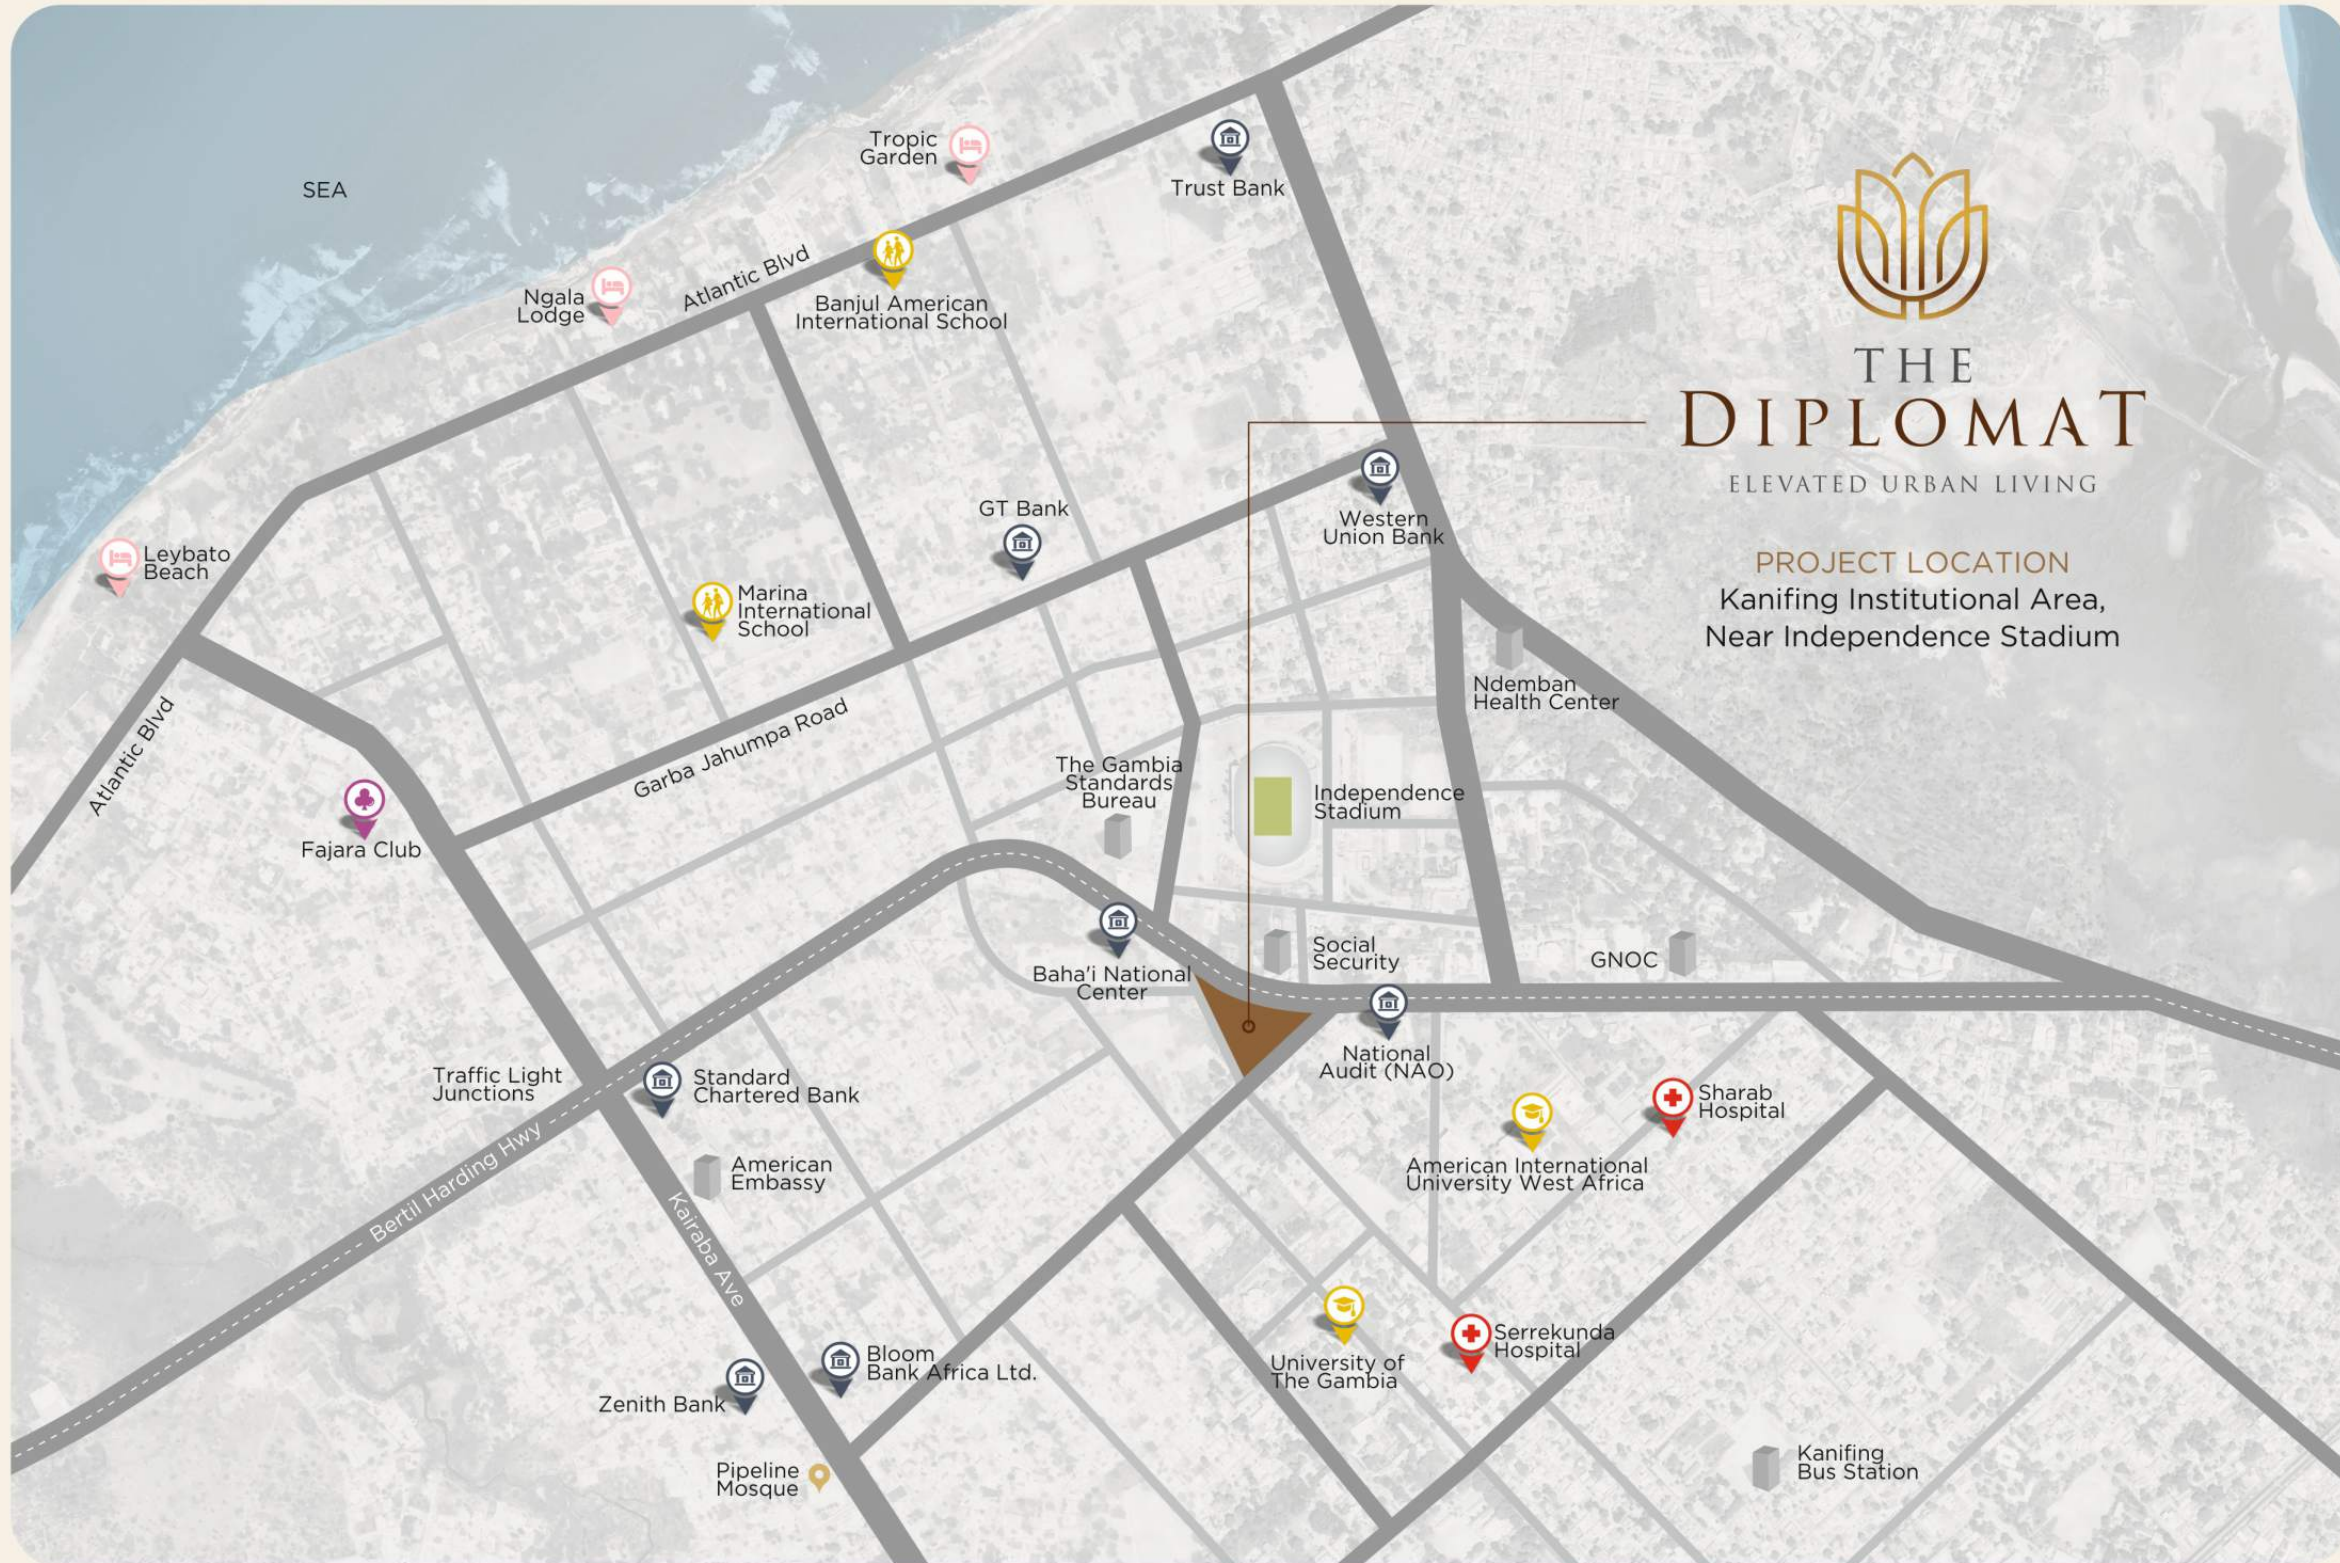 SEA
Tropic
Garden
Trust Bank
Ngala
Lodge
Atlantic Blvd
Banjul American
International School
THE
DIPLOMAT
ELEVATED URBAN LIVING
PROJECT LOCATION
Kanifing Institutional Area,
Near Independence Stadium
GT Bank
Western
Union Bank
Leybato
Beach
Marina
International
School
Ndemban
Health Center
Atlantic Blvd
Garba Jahumpa Road
The Gambia
Standards
Bureau
Independence
Stadium
Fajara Club
Baha'i National
Center
Social
Security
GNOC
National
Audit (NAO)
Traffic Light
Junctions
Standard
Chartered Bank
Sharab
Hospital
Bertil Harding Hwy
American
Embassy
American International
University West Africa
Kairaba Ave
Bloom
Bank Africa Ltd.
Zenith Bank
University of
The Gambia
Serrekunda
Hospital
Pipeline
Mosque
Kanifing
Bus Station